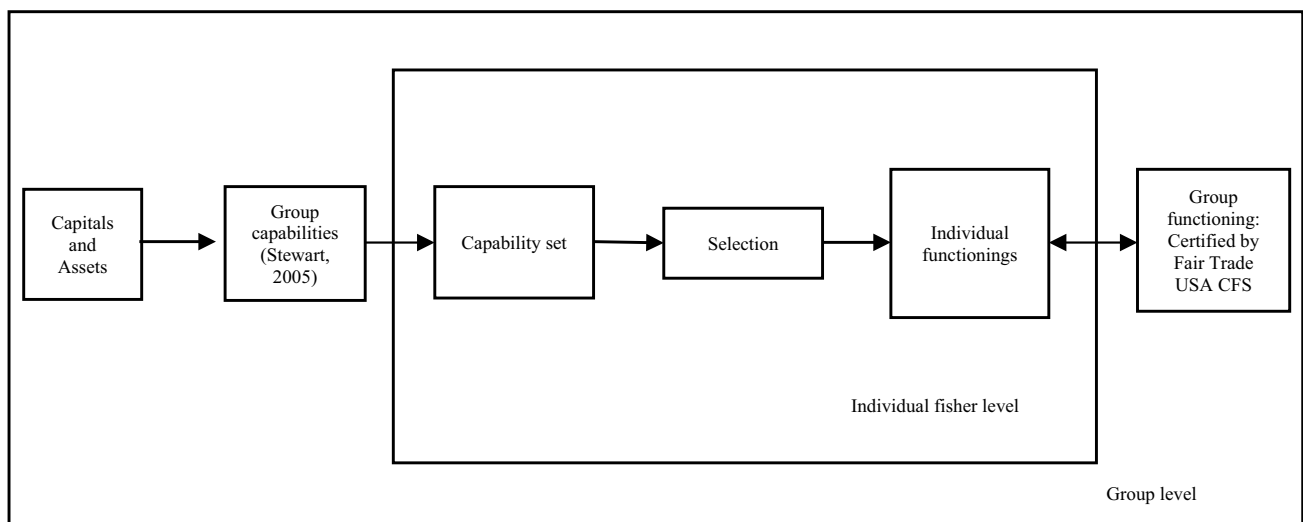 Capitals
and
Assets
Group
capabilities
(Stewart,
2005)
Capability set
Selection
Individual
functionings
Group
functioning:
Certified by
Fair Trade
USA CFS
Individual fisher level
Group level